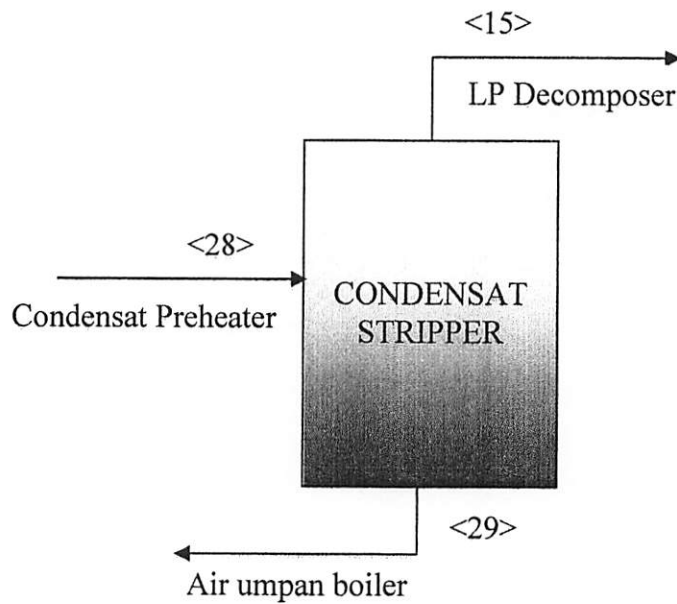 <15>
LP Decomposer
<28>
Condensat Preheater
CONDENSAT
STRIPPER
<29>
Air umpan boiler